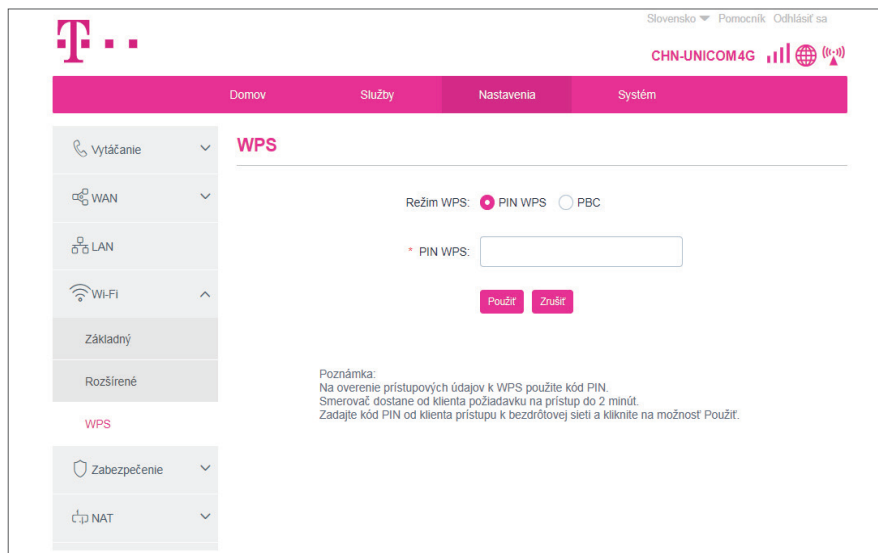 Slovensko Pomocník Odhlásiť sa
T
CHN-UNICOM4G
Domov Služby Nastavenia Systém
Vytáčanie
WAN
LAN
Wi-Fi
Základný
Rozšírené
WPS
Zabezpečenie
NAT
WPS
Režim WPS: PIN WPS PBC
* PIN WPS:
Použiť Zrušiť
Poznámka:
Na overenie prístupových údajov k WPS použite kód PIN.
Smerovač dostane od klienta požiadavku na prístup do 2 minút.
Zadajte kód PIN od klienta prístupu k bezdrôtovej sieti a kliknite na možnosť Použiť.